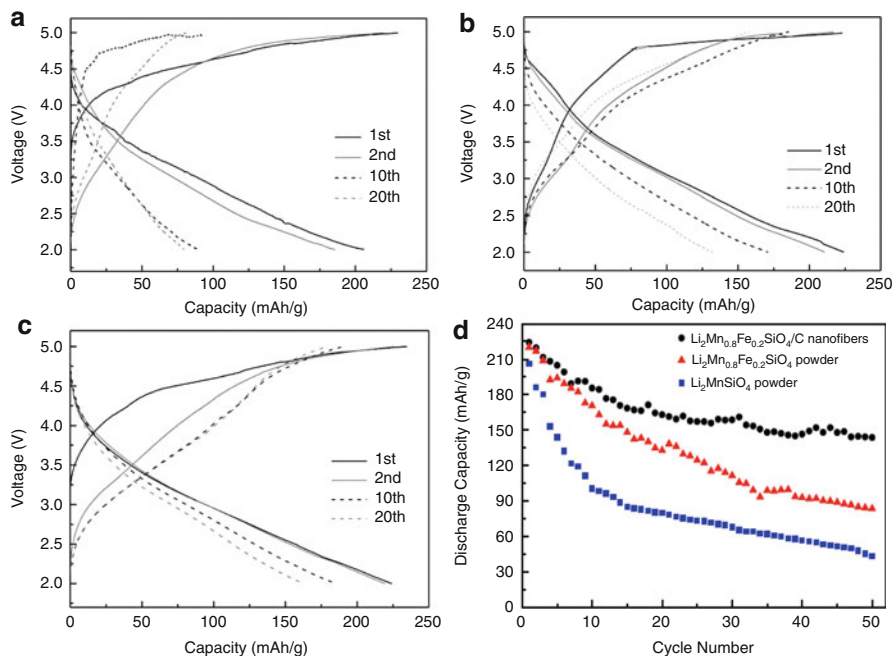 a
5.0
4.5
4.0
3.5
3.0
2.5
2.0
Voltage (V)
0 50 100 150 200 250
Capacity (mAh/g)
1st
2nd
10th
20th
b
5.0
4.5
4.0
3.5
3.0
2.5
2.0
Voltage (V)
0 50 100 150 200 250
Capacity (mAh/g)
1st
2nd
10th
20th
c
5.0
4.5
4.0
3.5
3.0
2.5
2.0
Voltage (V)
0 50 100 150 200 250
Capacity (mAh/g)
1st
2nd
10th
20th
d
240
210
180
150
120
90
60
30
0
Discharge Capacity (mAh/g)
0 10 20 30 40 50
Cycle Number
Li₂Mn₀.₈Fe₀.₂SiO₄/C nanofibers
Li₂Mn₀.₈Fe₀.₂SiO₄ powder
Li₂MnSiO₄ powder